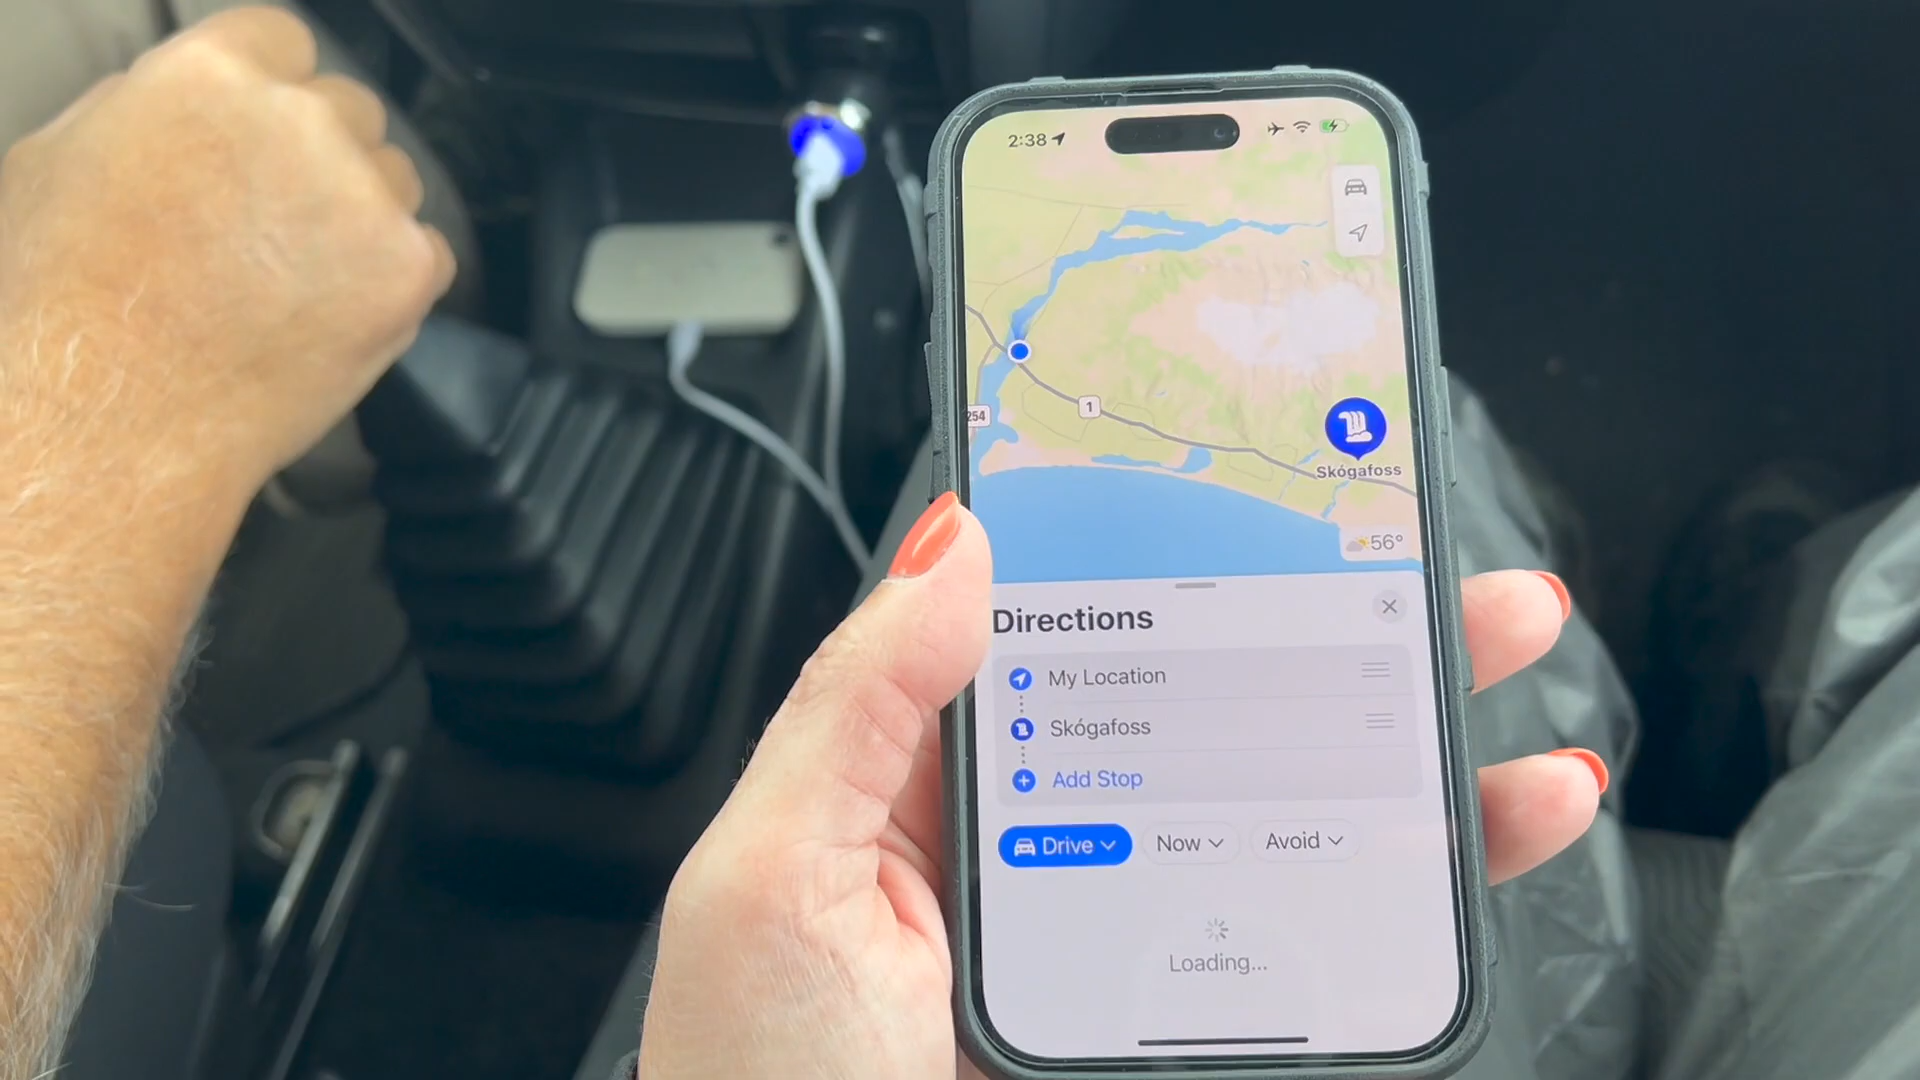 2:38
1
254
Skógafoss
56°
Directions
My Location
Skógafoss
Add Stop
Drive
Now
Avoid
Loading...